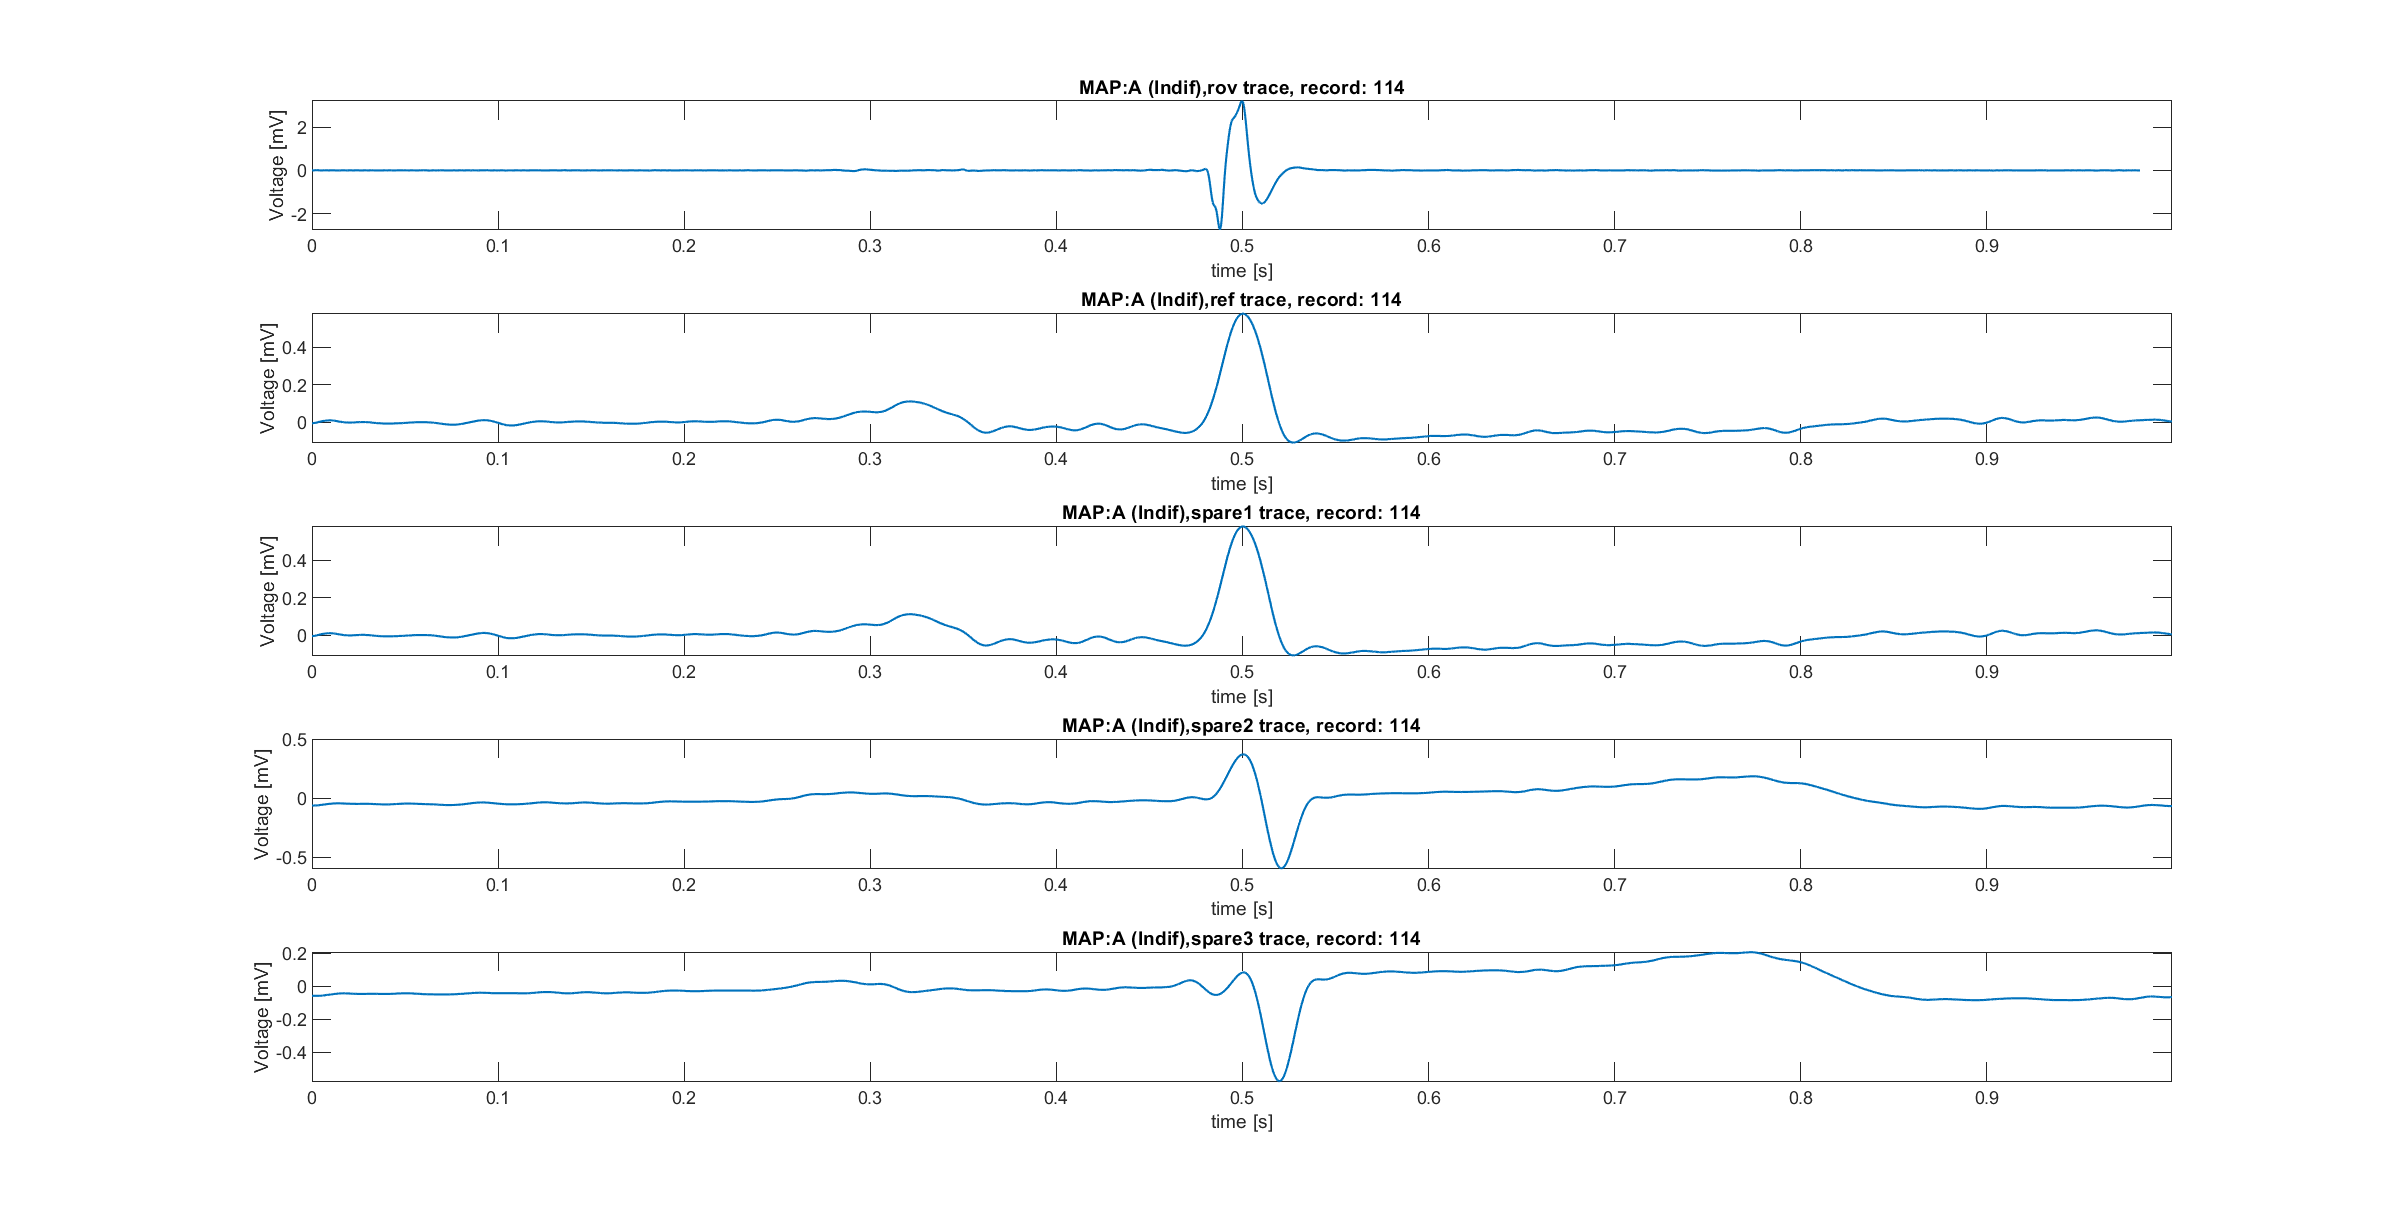 MAP:A (Indif),rov trace, record: 114
Voltage [mV]
2
0
-2
0 0.1 0.2 0.3 0.4 0.5 0.6 0.7 0.8 0.9
time [s]
MAP:A (Indif),ref trace, record: 114
Voltage [mV]
0.4
0.2
0
0 0.1 0.2 0.3 0.4 0.5 0.6 0.7 0.8 0.9
time [s]
MAP:A (Indif),spare1 trace, record: 114
Voltage [mV]
0.4
0.2
0
0 0.1 0.2 0.3 0.4 0.5 0.6 0.7 0.8 0.9
time [s]
MAP:A (Indif),spare2 trace, record: 114
Voltage [mV]
0.5
0
-0.5
0 0.1 0.2 0.3 0.4 0.5 0.6 0.7 0.8 0.9
time [s]
MAP:A (Indif),spare3 trace, record: 114
Voltage [mV]
0.2
0
-0.2
-0.4
0 0.1 0.2 0.3 0.4 0.5 0.6 0.7 0.8 0.9
time [s]